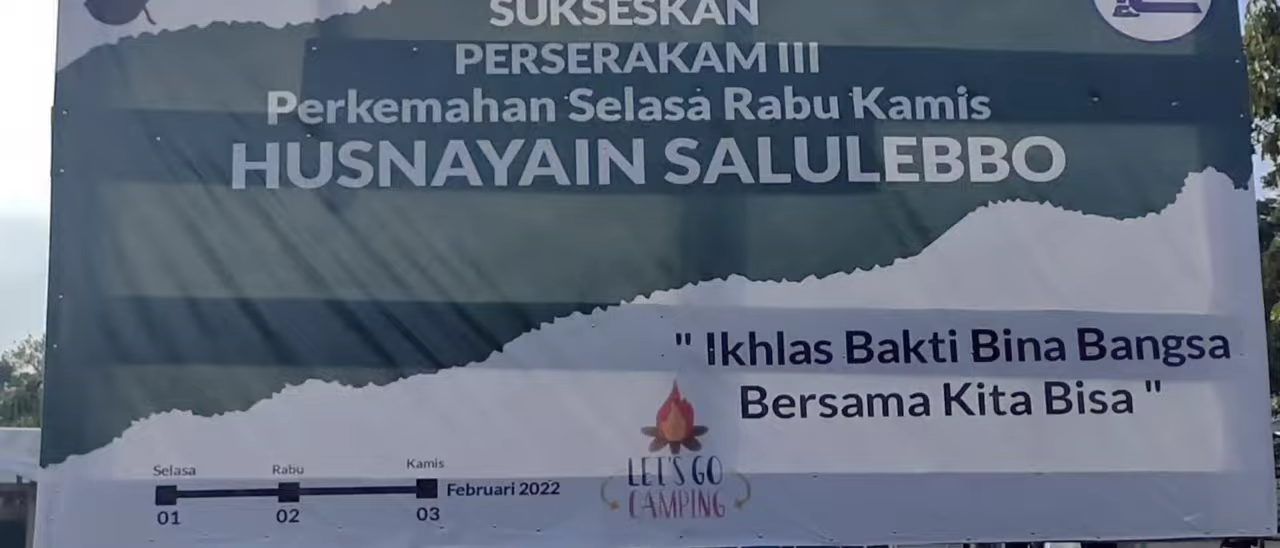 SUKSESKAN
PERSERAKAM III
Perkemahan Selasa Rabu Kamis
HUSNAYAIN SALULEBBO
" Ikhlas Bakti Bina Bangsa
Bersama Kita Bisa "
LET'S GO
CAMPING
Selasa Rabu Kamis
Februari 2022
01 02 03